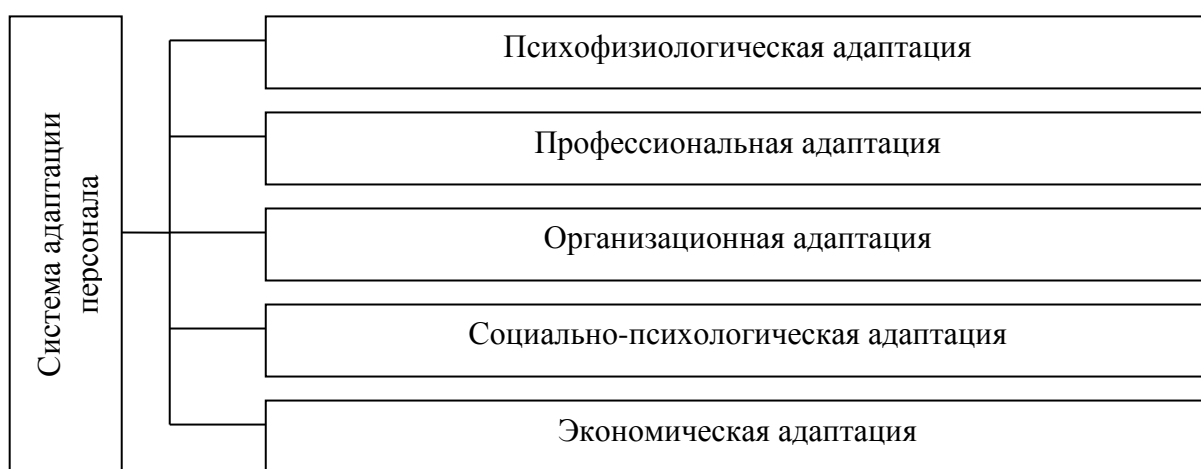 Система адаптации
персонала
Психофизиологическая адаптация
Профессиональная адаптация
Организационная адаптация
Социально-психологическая адаптация
Экономическая адаптация